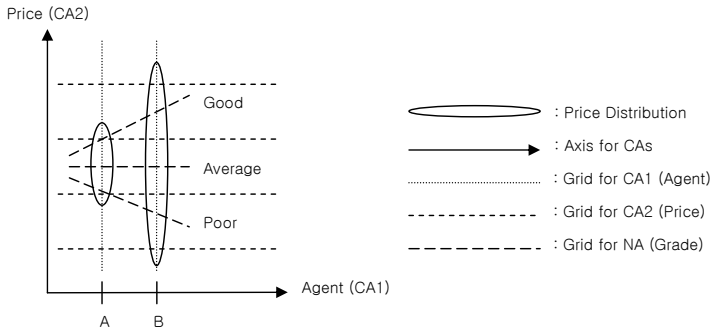 Price (CA2)
Good
Average
Poor
Agent (CA1)
A
B
: Price Distribution
: Axis for CAs
: Grid for CA1 (Agent)
: Grid for CA2 (Price)
: Grid for NA (Grade)